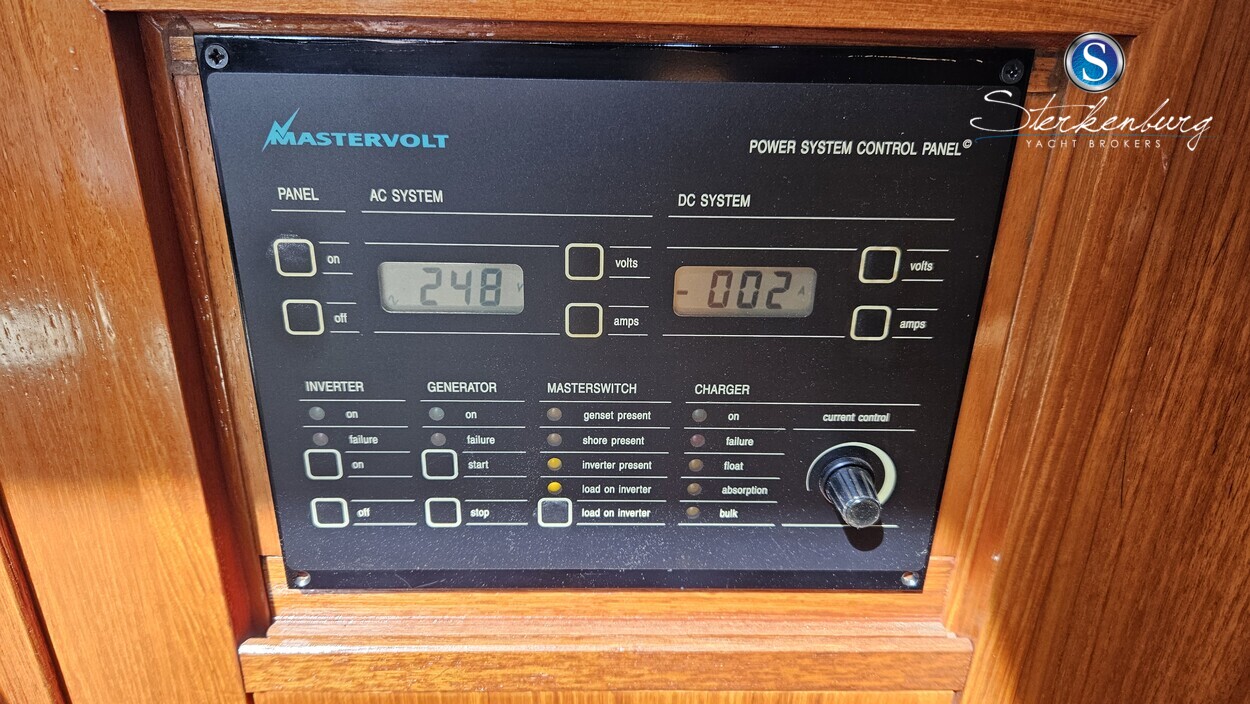 S
Sterkenburg
YACHT BROKERS
MASTERVOLT
POWER SYSTEM CONTROL PANEL©
PANEL AC SYSTEM DC SYSTEM
on 248 V volts - 002 A volts
off amps amps
INVERTER GENERATOR MASTERSWITCH CHARGER
on on genset present on current control
failure failure shore present failure
on start inverter present float
load on inverter absorption
off stop load on inverter bulk